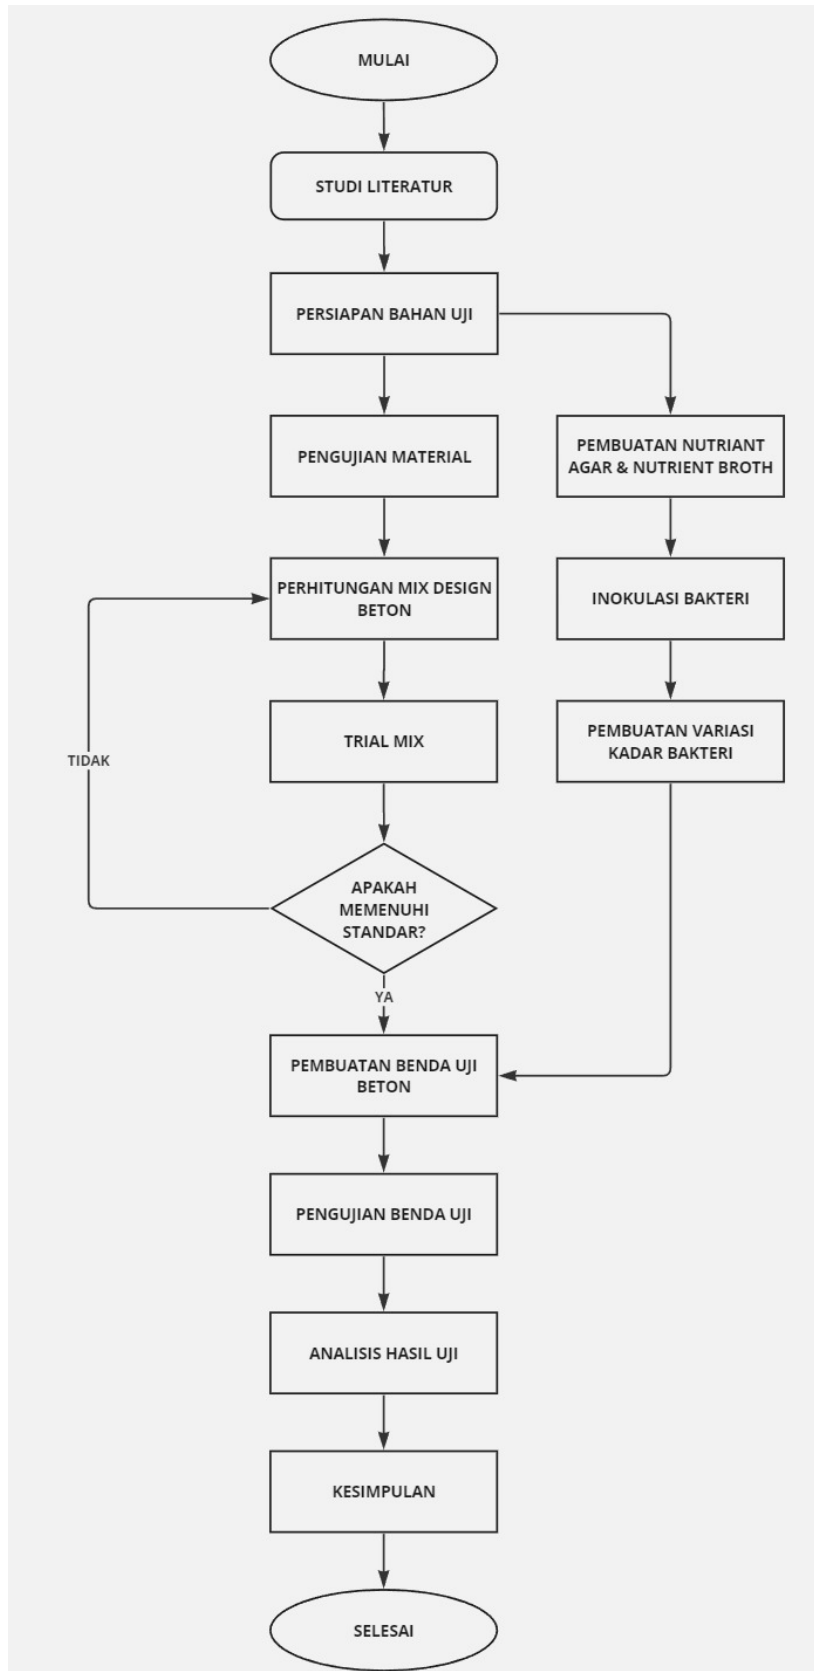 MULAI
STUDI LITERATUR
PERSIAPAN BAHAN UJI
PENGUJIAN MATERIAL
PEMBUATAN NUTRIANT
AGAR & NUTRIENT BROTH
PERHITUNGAN MIX DESIGN
BETON
INOKULASI BAKTERI
TRIAL MIX
PEMBUATAN VARIASI
KADAR BAKTERI
TIDAK
APAKAH
MEMENUHI
STANDAR?
YA
PEMBUATAN BENDA UJI
BETON
PENGUJIAN BENDA UJI
ANALISIS HASIL UJI
KESIMPULAN
SELESAI